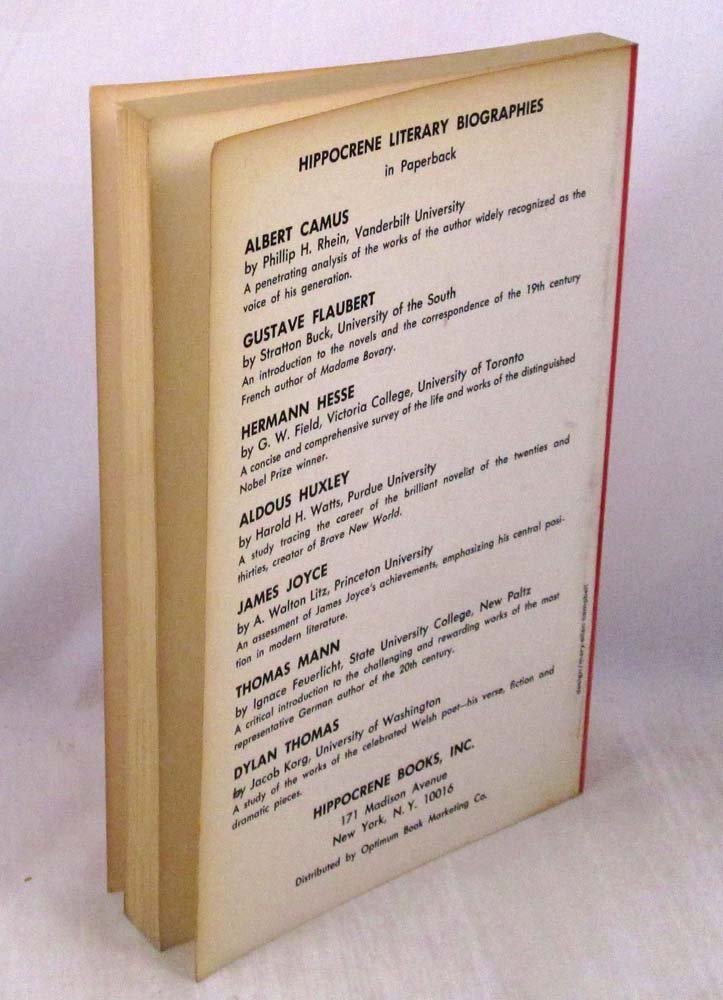 HIPPOCRENE LITERARY BIOGRAPHIES
in Paperback
ALBERT CAMUS
by Phillip H. Rhein, Vanderbilt University
A penetrating analysis of the works of the author widely recognized as the
voice of his generation.
GUSTAVE FLAUBERT
by Stratton Buck, University of the South
An introduction to the novels and the correspondence of the 19th century
French author of Madame Bovary.
HERMANN HESSE
by G. W. Field, Victoria College, University of Toronto
A concise and comprehensive survey of the life and works of the distinguished
Nobel Prize winner.
ALDOUS HUXLEY
by Harold H. Watts, Purdue University
A study tracing the career of the brilliant novelist of the twenties and
thirties, creator of Brave New World.
JAMES JOYCE
by A. Walton Litz, Princeton University
An assessment of James Joyce's achievements, emphasizing his central posi-
tion in modern literature.
THOMAS MANN
by Ignace Feuerlicht, State University College, New Paltz
A critical introduction to the challenging and rewarding works of the most
representative German author of the 20th century.
DYLAN THOMAS
by Jacob Korg, University of Washington
A study of the works of the celebrated Welsh poet—his verse, fiction and
dramatic pieces.
HIPPOCRENE BOOKS, INC.
171 Madison Avenue
New York, N. Y. 10016
Distributed by Optimum Book Marketing Co.
design/mary-ellen campbell